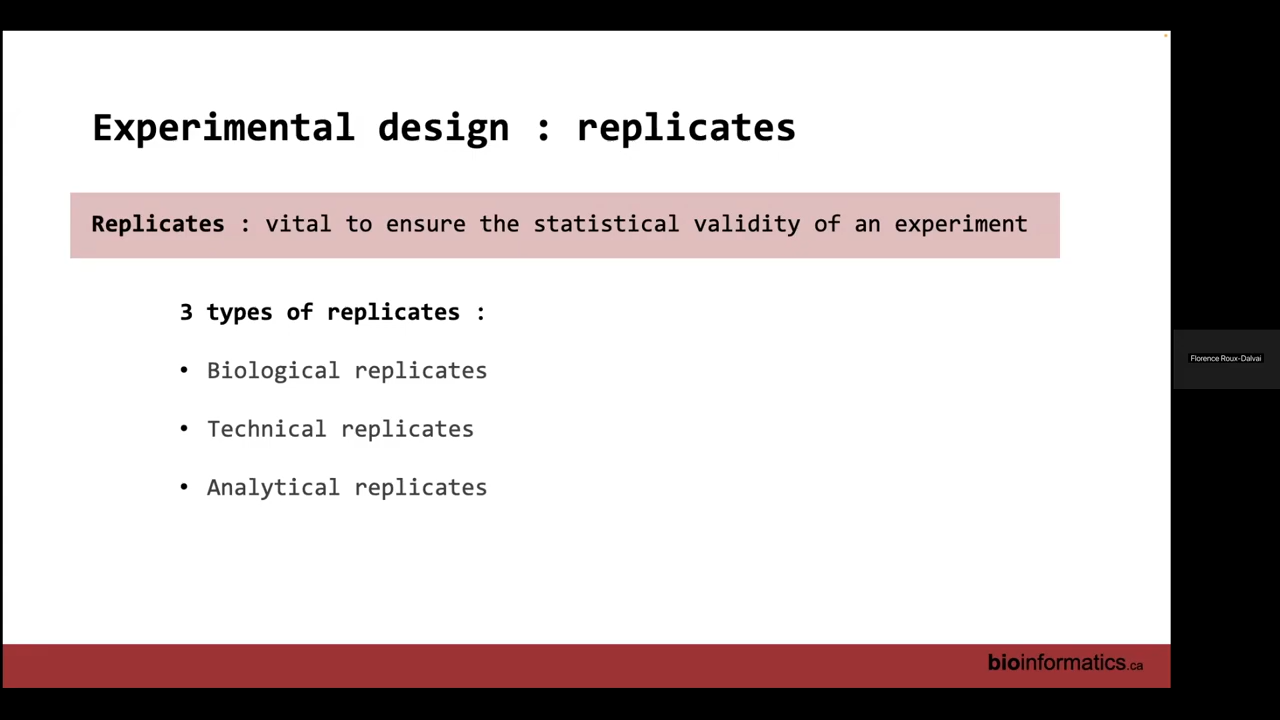 Experimental design : replicates
Replicates : vital to ensure the statistical validity of an experiment
3 types of replicates :
• Biological replicates
• Technical replicates
• Analytical replicates
Florence Roux-Dalvai
bioinformatics.ca